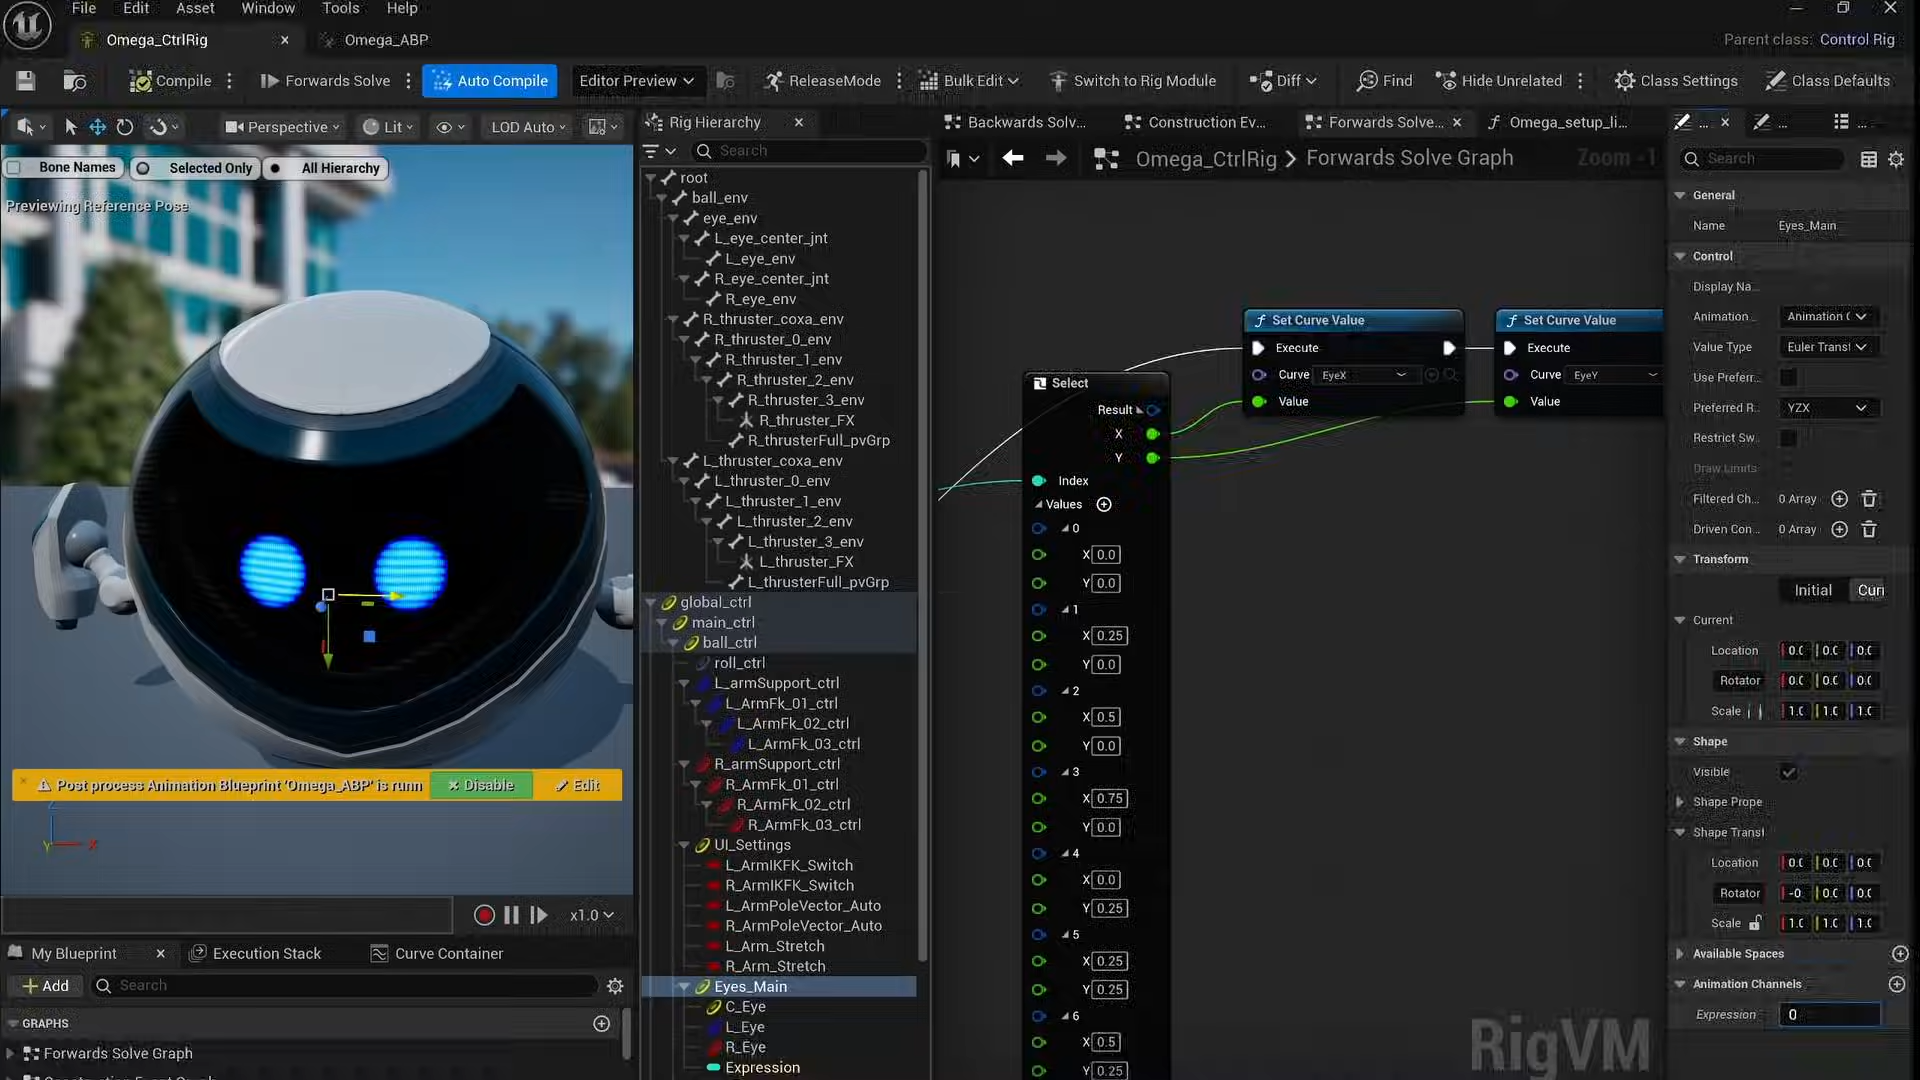 File Edit Asset Window Tools Help
Omega_CtrlRig
Omega_ABP
Parent class: Control Rig
Compile
Forwards Solve
Auto Compile
Editor Preview
ReleaseMode
Bulk Edit
Switch to Rig Module
Diff
Find
Hide Unrelated
Class Settings
Class Defaults
Perspective
Lit
LOD Auto
Bone Names
Selected Only
All Hierarchy
Previewing Reference Pose
Post process Animation Blueprint 'Omega_ABP' is runn
Disable
Edit
Z
Y
X
x1.0
My Blueprint
Execution Stack
Curve Container
Add
Search
GRAPHS
Forwards Solve Graph
Rig Hierarchy
Search
root
ball_env
eye_env
L_eye_center_jnt
L_eye_env
R_eye_center_jnt
R_eye_env
R_thruster_coxa_env
R_thruster_0_env
R_thruster_1_env
R_thruster_2_env
R_thruster_3_env
R_thruster_FX
R_thrusterFull_pvGrp
L_thruster_coxa_env
L_thruster_0_env
L_thruster_1_env
L_thruster_2_env
L_thruster_3_env
L_thruster_FX
L_thrusterFull_pvGrp
global_ctrl
main_ctrl
ball_ctrl
roll_ctrl
L_armSupport_ctrl
L_ArmFk_01_ctrl
L_ArmFk_02_ctrl
L_ArmFk_03_ctrl
R_armSupport_ctrl
R_ArmFk_01_ctrl
R_ArmFk_02_ctrl
R_ArmFk_03_ctrl
UI_Settings
L_ArmIKFK_Switch
R_ArmIKFK_Switch
L_ArmPoleVector_Auto
R_ArmPoleVector_Auto
L_Arm_Stretch
R_Arm_Stretch
Eyes_Main
C_Eye
L_Eye
R_Eye
Expression
Backwards Solv...
Construction Ev...
Forwards Solve...
Omega_setup_li...
Omega_CtrlRig > Forwards Solve Graph
Zoom -1
Select
Result
X
Y
Index
Values
0
X 0.0
Y 0.0
1
X 0.25
Y 0.0
2
X 0.5
Y 0.0
3
X 0.75
Y 0.0
4
X 0.0
Y 0.25
5
X 0.25
Y 0.25
6
X 0.5
Y 0.25
Set Curve Value
Execute
Curve EyeX
Value
Set Curve Value
Execute
Curve EyeY
Value
RigVM
Search
General
Name Eyes_Main
Control
Display Na...
Animation...
Value Type Euler Transf
Use Preferr...
Preferred R... YZX
Restrict Sw...
Draw Limits
Filtered Ch... 0 Array
Driven Con... 0 Array
Transform
Initial
Curr
Current
Location 0.0 0.0 0.0
Rotator 0.0 0.0 0.0
Scale 1.0 1.0 1.0
Shape
Visible
Shape Prope
Shape Transf
Location 0.0 0.0 0.0
Rotator -0 0.0 0.0
Scale 1.0 1.0 1.0
Available Spaces
Animation Channels
Expression 0